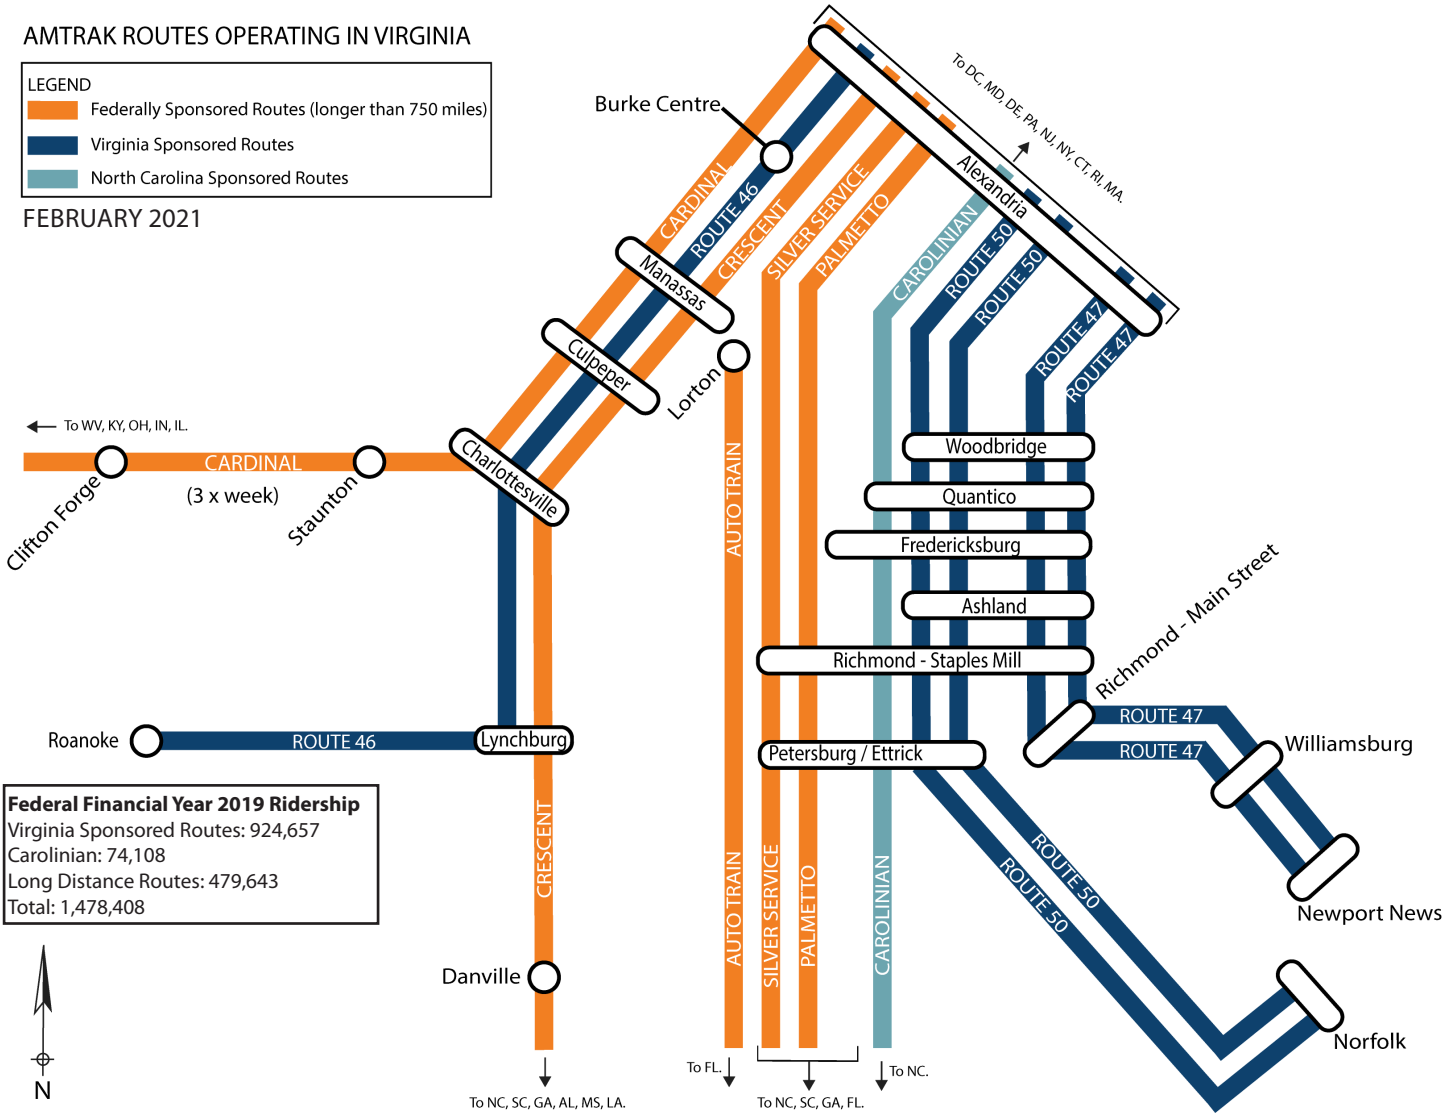 AMTRAK ROUTES OPERATING IN VIRGINIA
LEGEND
Federally Sponsored Routes (longer than 750 miles)
Virginia Sponsored Routes
North Carolina Sponsored Routes
FEBRUARY 2021
Burke Centre
To DC, MD, DE, PA, NJ, NY, CT, RI, MA.
Alexandria
CARDINAL
ROUTE 46
CRESCENT
SILVER SERVICE
PALMETTO
CAROLINIAN
ROUTE 50
ROUTE 50
ROUTE 47
ROUTE 47
Manassas
Culpeper
Lorton
Charlottesville
To WV, KY, OH, IN, IL.
CARDINAL
(3 x week)
Clifton Forge
Staunton
AUTO TRAIN
Woodbridge
Quantico
Fredericksburg
Ashland
Richmond - Staples Mill
Richmond - Main Street
ROUTE 47
ROUTE 47
Williamsburg
Newport News
Petersburg / Ettrick
Roanoke
ROUTE 46
Lynchburg
Federal Financial Year 2019 Ridership
Virginia Sponsored Routes: 924,657
Carolinian: 74,108
Long Distance Routes: 479,643
Total: 1,478,408
CRESCENT
AUTO TRAIN
SILVER SERVICE
PALMETTO
CAROLINIAN
ROUTE 50
ROUTE 50
Danville
Norfolk
N
To NC, SC, GA, AL, MS, LA.
To FL.
To NC, SC, GA, FL.
To NC.